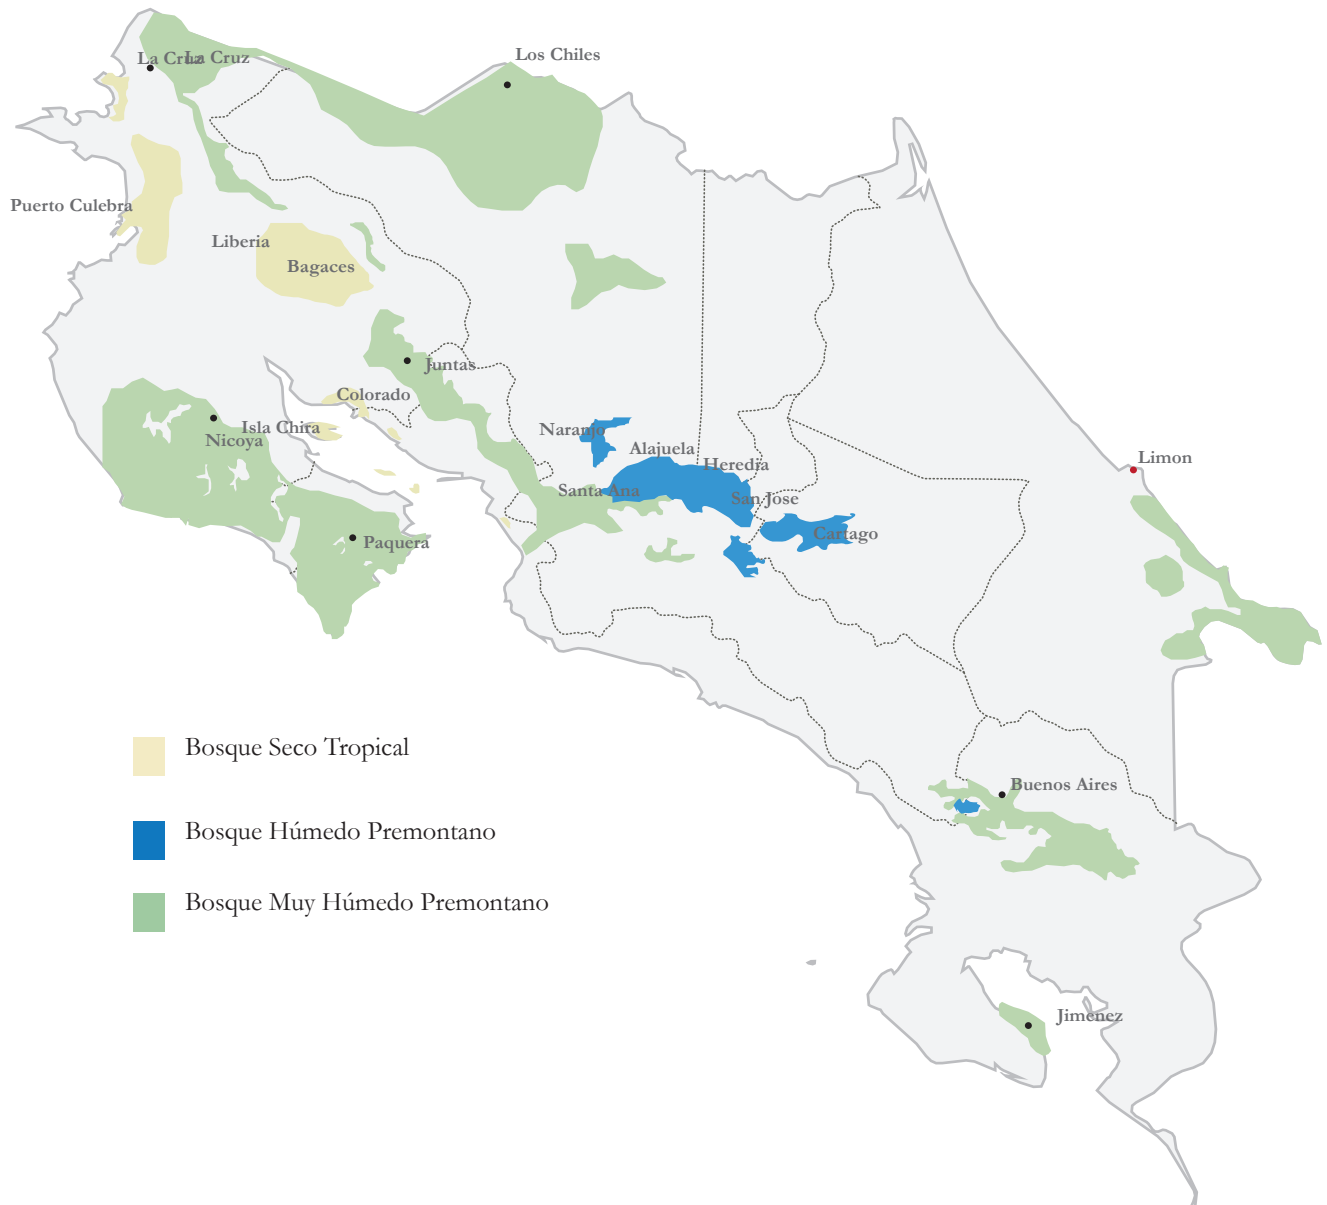 Los Chiles
La Cruz
La Cruz
Puerto Culebra
Liberia
Bagaces
Juntas
Colorado
Isla Chira
Nicoya
Naranjo
Alajuela
Heredia
Santa Ana
San Jose
Cartago
Limon
Paquera
Bosque Seco Tropical
Buenos Aires
Bosque Húmedo Premontano
Bosque Muy Húmedo Premontano
Jimenez